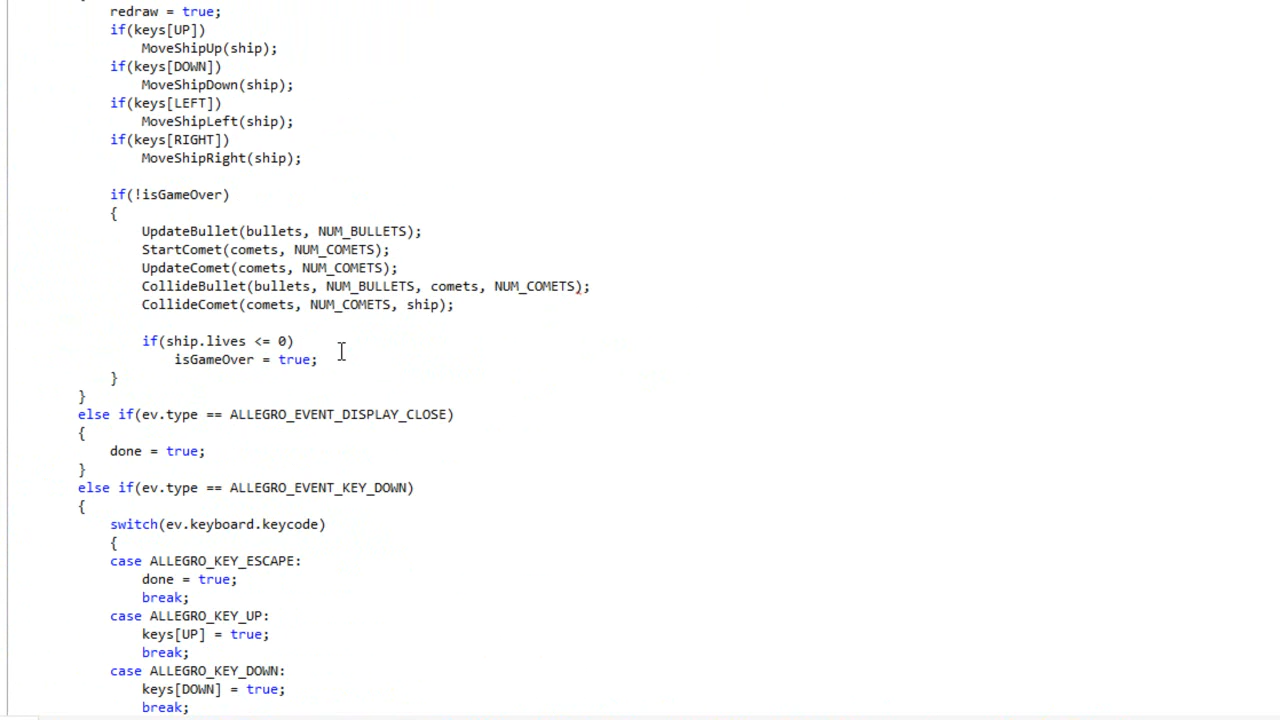 redraw = true;
if(keys[UP])
MoveShipUp(ship);
if(keys[DOWN])
MoveShipDown(ship);
if(keys[LEFT])
MoveShipLeft(ship);
if(keys[RIGHT])
MoveShipRight(ship);
if(!isGameOver)
{
UpdateBullet(bullets, NUM_BULLETS);
StartComet(comets, NUM_COMETS);
UpdateComet(comets, NUM_COMETS);
CollideBullet(bullets, NUM_BULLETS, comets, NUM_COMETS);
CollideComet(comets, NUM_COMETS, ship);
if(ship.lives <= 0)
isGameOver = true;
}
}
else if(ev.type == ALLEGRO_EVENT_DISPLAY_CLOSE)
{
done = true;
}
else if(ev.type == ALLEGRO_EVENT_KEY_DOWN)
{
switch(ev.keyboard.keycode)
{
case ALLEGRO_KEY_ESCAPE:
done = true;
break;
case ALLEGRO_KEY_UP:
keys[UP] = true;
break;
case ALLEGRO_KEY_DOWN:
keys[DOWN] = true;
break;